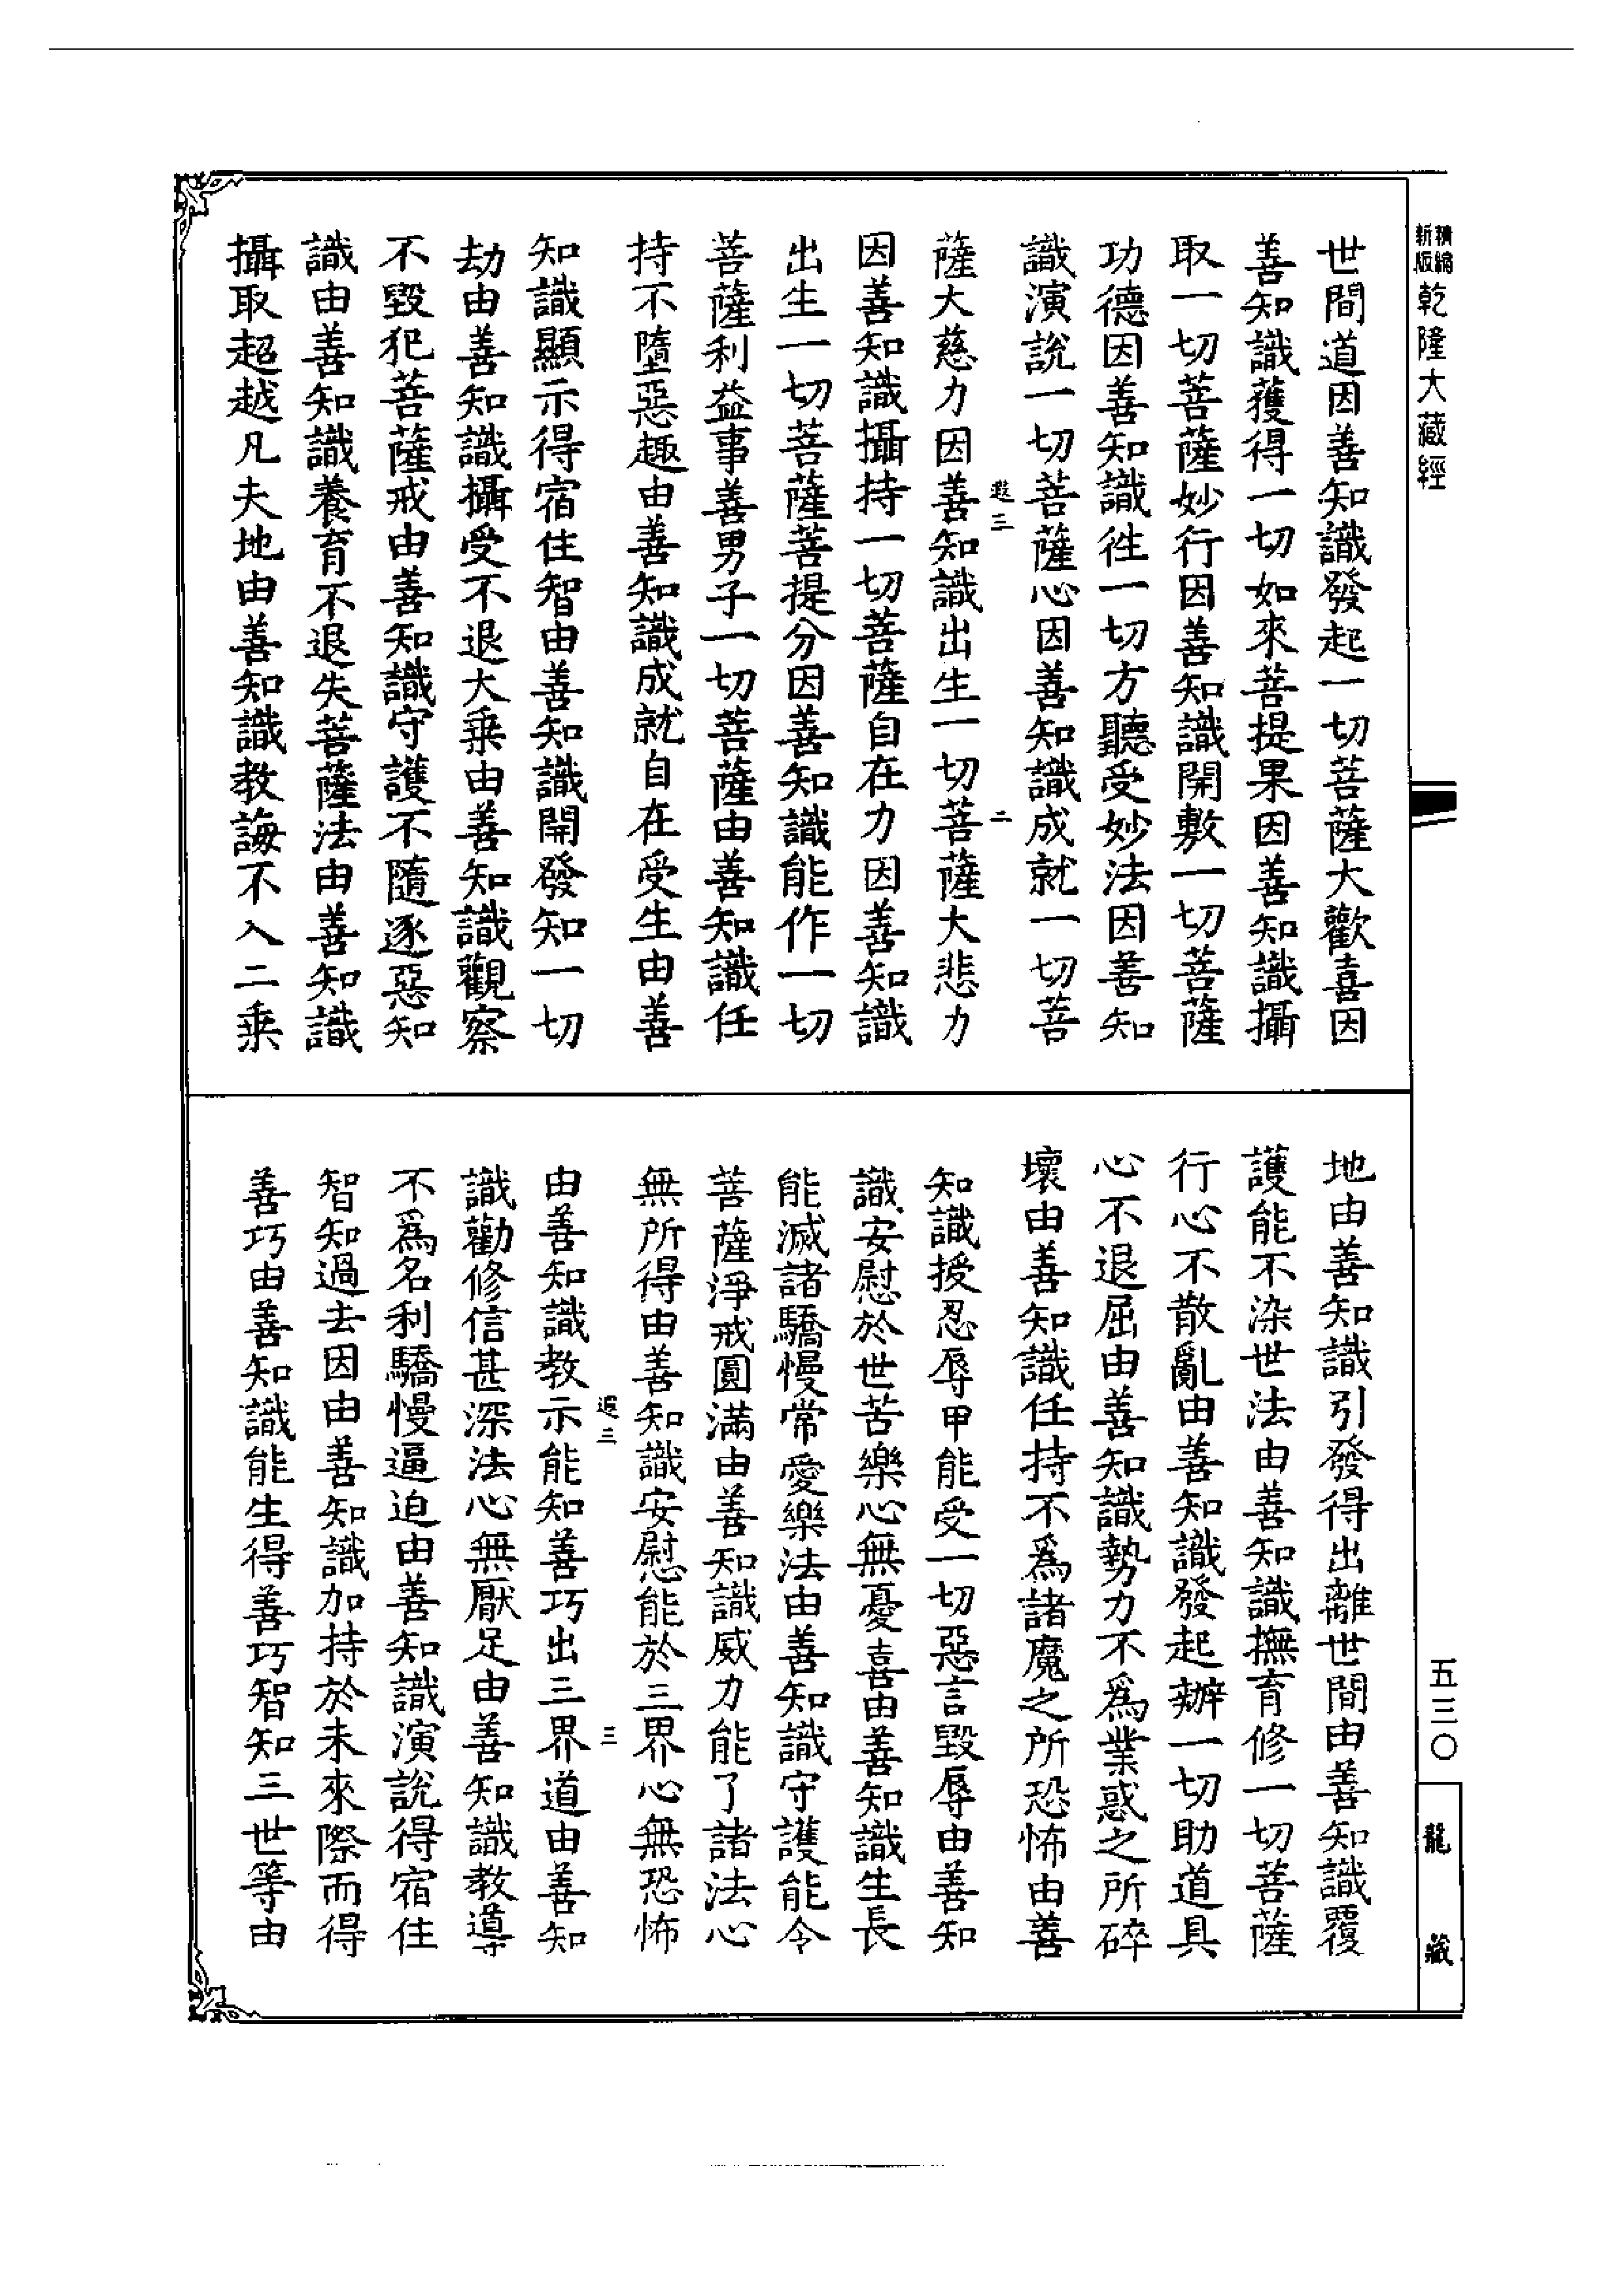 新版精縮乾隆大藏經
世間道因善知識發起一切菩薩大歡喜因
善知識獲得一切如來菩提果因善知識攝
取一切菩薩妙行因善知識開敷一切菩薩
功德因善知識徃一切方聽受妙法因善知
識演說一切菩薩心因善知識成就一切菩
遐三 二
薩大慈力因善知識出生一切菩薩大悲力
因善知識攝持一切菩薩自在力因善知識
出生一切菩薩菩提分因善知識能作一切
菩薩利益事善男子一切菩薩由善知識任
持不墮惡趣由善知識成就自在受生由善
知識顯示得宿住智由善知識開發知一切
劫由善知識攝受不退大乘由善知識觀察
不毀犯菩薩戒由善知識守護不隨逐惡知
識由善知識養育不退失菩薩法由善知識
攝取超越凡夫地由善知識教誨不入二乘
地由善知識引發得出離世間由善知識覆
護能不染世法由善知識撫育修一切菩薩
行心不散亂由善知識發起辦一切助道具
心不退屈由善知識勢力不為業惑之所碎
壞由善知識任持不為諸魔之所恐怖由善
知識授忍辱甲能受一切惡言毀辱由善知
識安慰於世苦樂心無憂喜由善知識生長
能滅諸驕慢常愛樂法由善知識守護能令
菩薩淨戒圓滿由善知識威力能了諸法心
無所得由善知識安慰能於三界心無恐怖
遐三 三
由善知識教示能知善巧出三界道由善知
識勸修信甚深法心無厭足由善知識教導
不爲名利驕慢逼迫由善知識演說得宿住
智知過去因由善知識加持於未來際而得
善巧由善知識能生得善巧智知三世等由
五三〇
龍藏